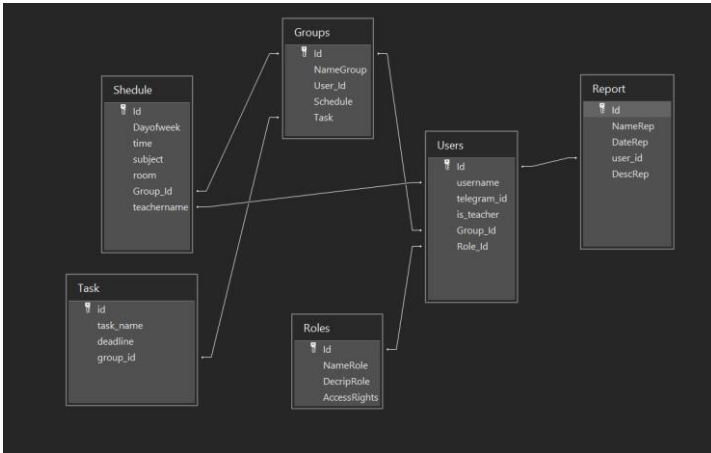 Groups
Id
NameGroup
User_Id
Schedule
Task
Shedule
Id
Dayofweek
time
subject
room
Group_Id
teachername
Report
Id
NameRep
DateRep
user_id
DescRep
Users
Id
username
telegram_id
is_teacher
Group_Id
Role_Id
Task
id
task_name
deadline
group_id
Roles
Id
NameRole
DecripRole
AccessRights